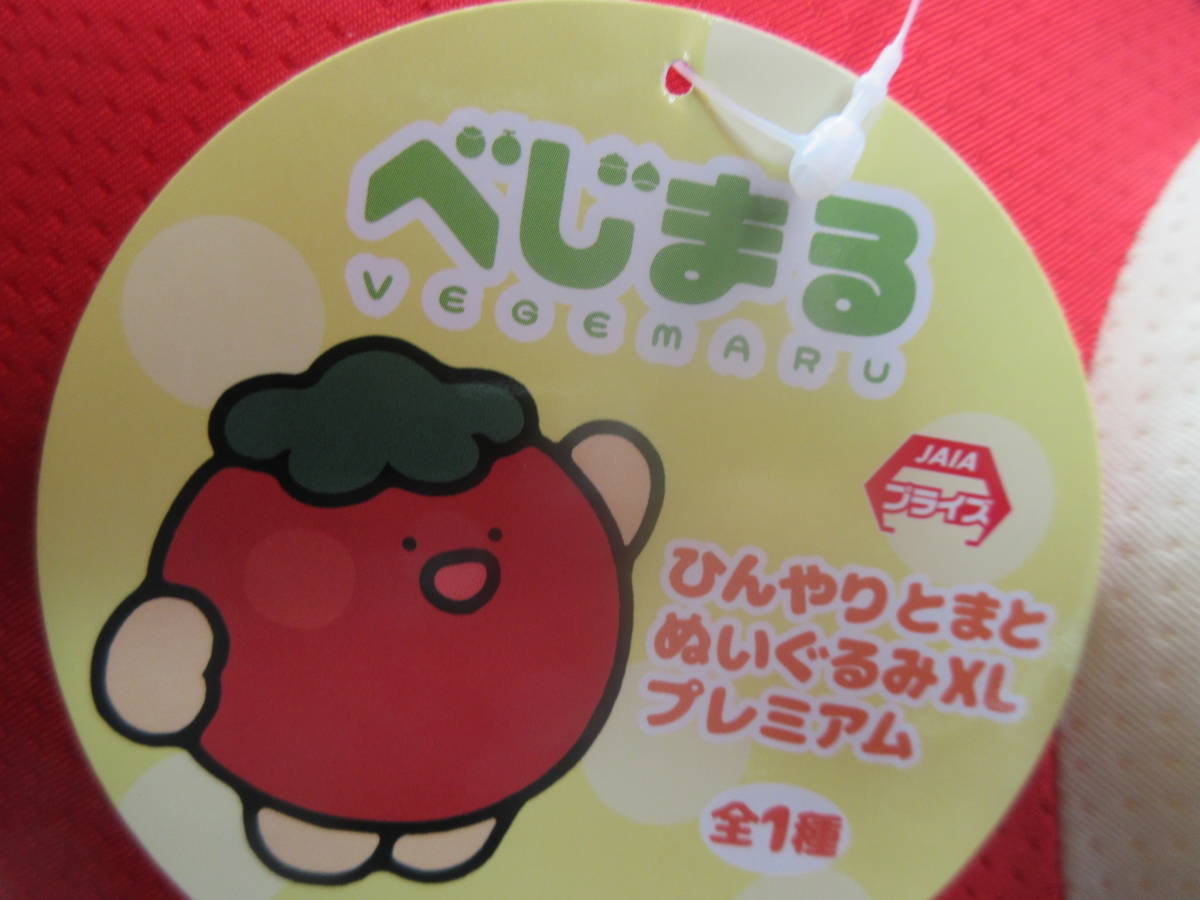 べじまる
VEGEMARU
JAIA
プライズ
ひんやりとまと
ぬいぐるみXL
プレミアム
全1種